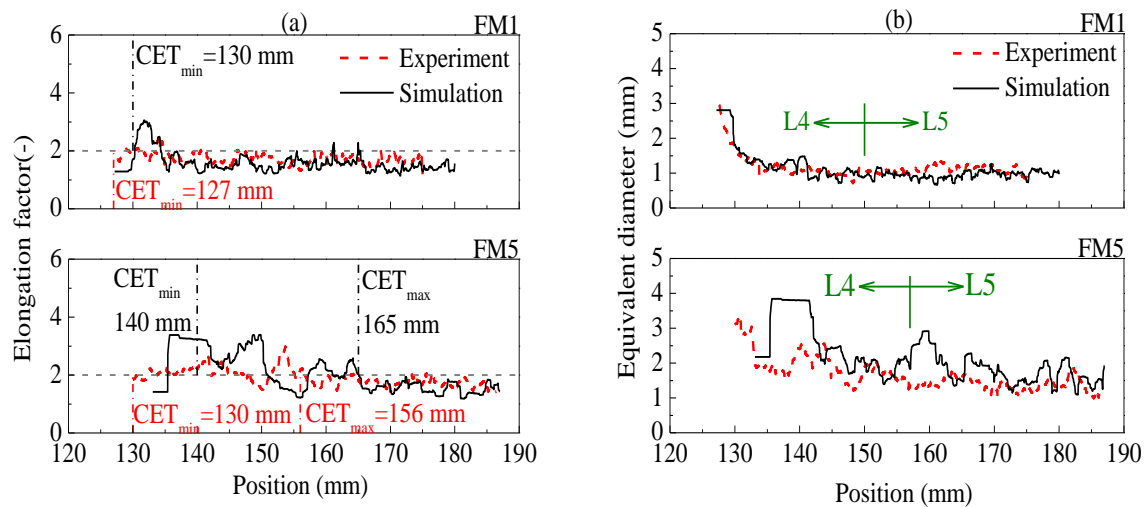 (a)
FM1
CETmin=130 mm
Experiment
Simulation
CETmin=127 mm
6
4
2
0
FM5
CETmin
140 mm
CETmax
165 mm
CETmin=130 mm
CETmax=156 mm
6
4
2
0
120 130 140 150 160 170 180 190
Position (mm)
Elongation factor(-)
(b)
FM1
Experiment
Simulation
L4
L5
5
4
3
2
1
0
FM5
L4
L5
5
4
3
2
1
0
120 130 140 150 160 170 180 190
Position (mm)
Equivalent diameter (mm)